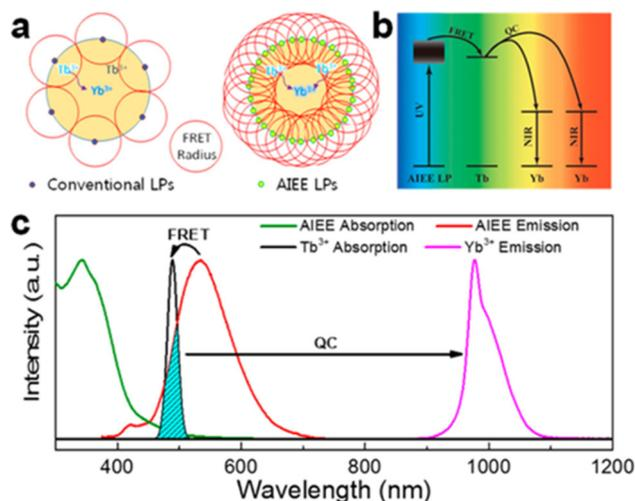 a
Tb3+ Tb3+
Yb3+
FRET
Radius
Conventional LPs
Tb3+ Tb3+
Yb3+
AIEE LPs
b
FRET QC
UV
NIR NIR
AIEE LP Tb Yb Yb
c
AIEE Absorption AIEE Emission
Tb3+ Absorption Yb3+ Emission
FRET
QC
Intensity (a.u.)
400 600 800 1000 1200
Wavelength (nm)